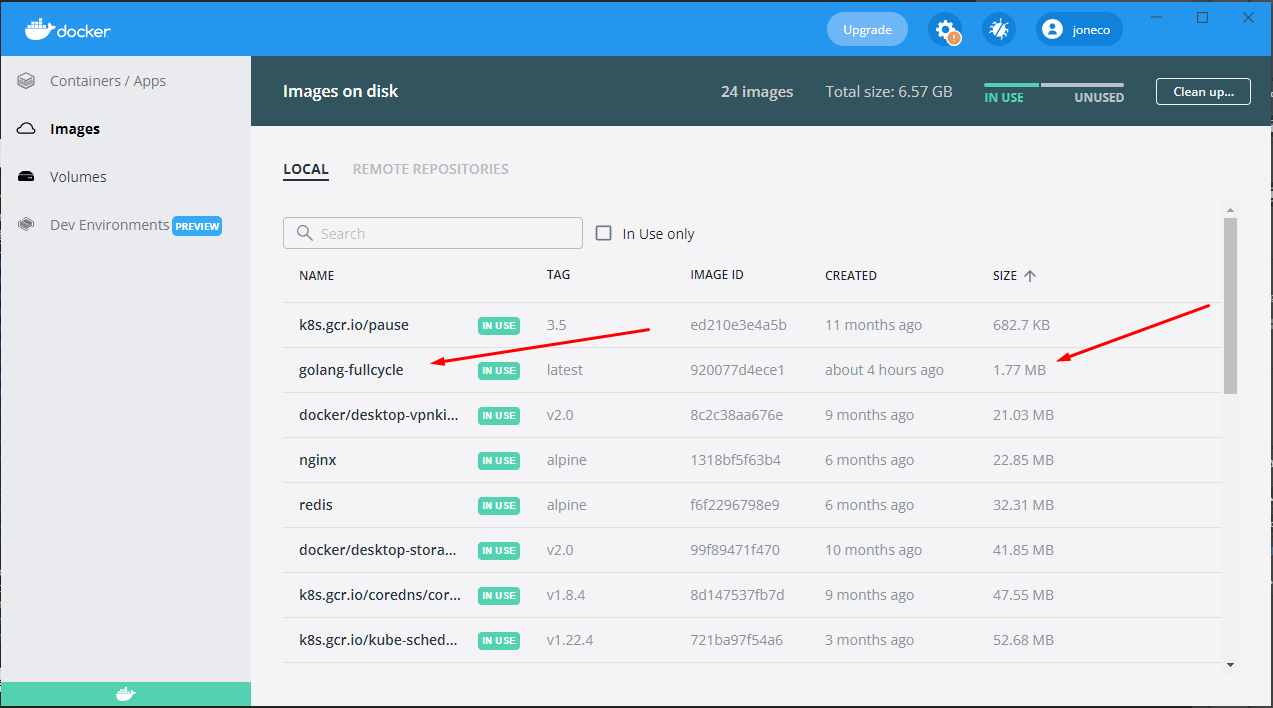 docker
Upgrade
joneco
Containers / Apps
Images
Volumes
Dev Environments PREVIEW
Images on disk
24 images
Total size: 6.57 GB
IN USE
UNUSED
Clean up...
LOCAL
REMOTE REPOSITORIES
Search
In Use only
NAME TAG IMAGE ID CREATED SIZE
k8s.gcr.io/pause IN USE 3.5 ed210e3e4a5b 11 months ago 682.7 KB
golang-fullcycle IN USE latest 920077d4ece1 about 4 hours ago 1.77 MB
docker/desktop-vpnki... IN USE v2.0 8c2c38aa676e 9 months ago 21.03 MB
nginx IN USE alpine 1318bf5f63b4 6 months ago 22.85 MB
redis IN USE alpine f6f2296798e9 6 months ago 32.31 MB
docker/desktop-stora... IN USE v2.0 99f89471f470 10 months ago 41.85 MB
k8s.gcr.io/coredns/cor... IN USE v1.8.4 8d147537fb7d 9 months ago 47.55 MB
k8s.gcr.io/kube-sched... IN USE v1.22.4 721ba97f54a6 3 months ago 52.68 MB